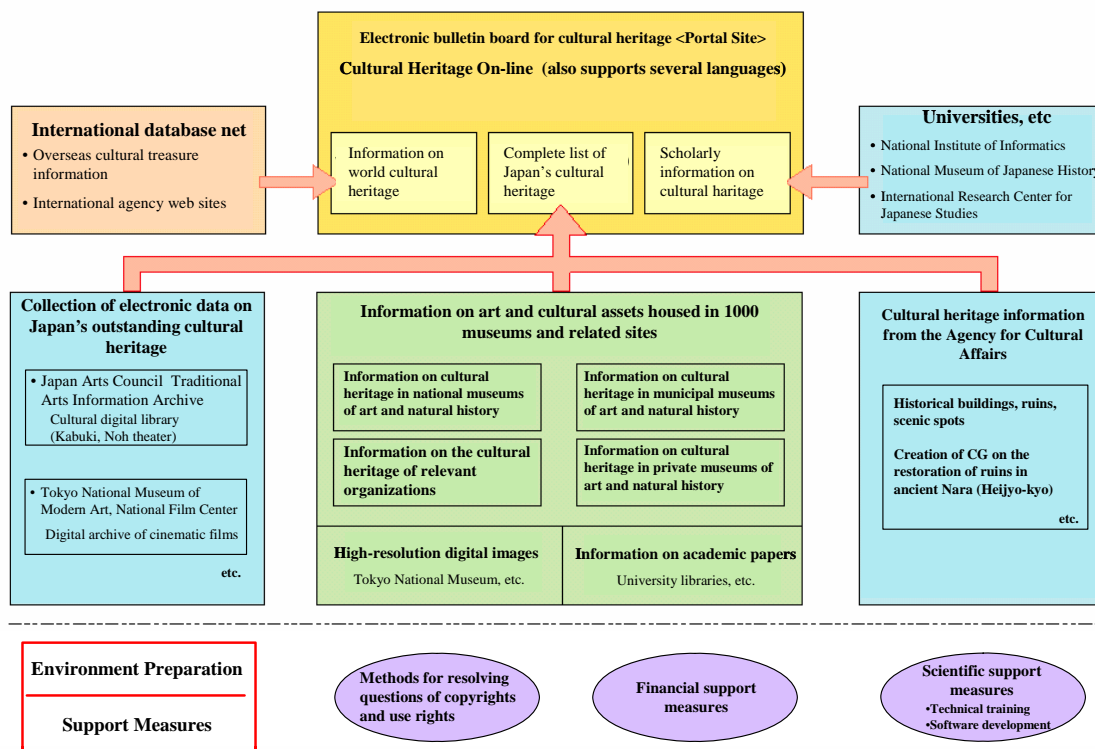 Electronic bulletin board for cultural heritage <Portal Site>
Cultural Heritage On-line (also supports several languages)
International database net
• Overseas cultural treasure
information
• International agency web sites
Information on
world cultural
heritage
Complete list of
Japan's cultural
heritage
Scholarly
information on
cultural haritage
Universities, etc
• National Institute of Informatics
• National Museum of Japanese History
• International Research Center for
Japanese Studies
Collection of electronic data on
Japan's outstanding cultural
heritage
• Japan Arts Council Traditional
Arts Information Archive
Cultural digital library
(Kabuki, Noh theater)
• Tokyo National Museum of
Modern Art, National Film Center
Digital archive of cinematic films
etc.
Information on art and cultural assets housed in 1000
museums and related sites
Information on cultural
heritage in national museums
of art and natural history
Information on cultural
heritage in municipal museums
of art and natural history
Information on the cultural
heritage of relevant
organizations
Information on cultural
heritage in private museums of
art and natural history
High-resolution digital images
Tokyo National Museum, etc.
Information on academic papers
University libraries, etc.
Cultural heritage information
from the Agency for Cultural
Affairs
Historical buildings, ruins,
scenic spots
Creation of CG on the
restoration of ruins in
ancient Nara (Heijyo-kyo)
etc.
Environment Preparation
Support Measures
Methods for resolving
questions of copyrights
and use rights
Financial support
measures
Scientific support
measures
•Technical training
•Software development